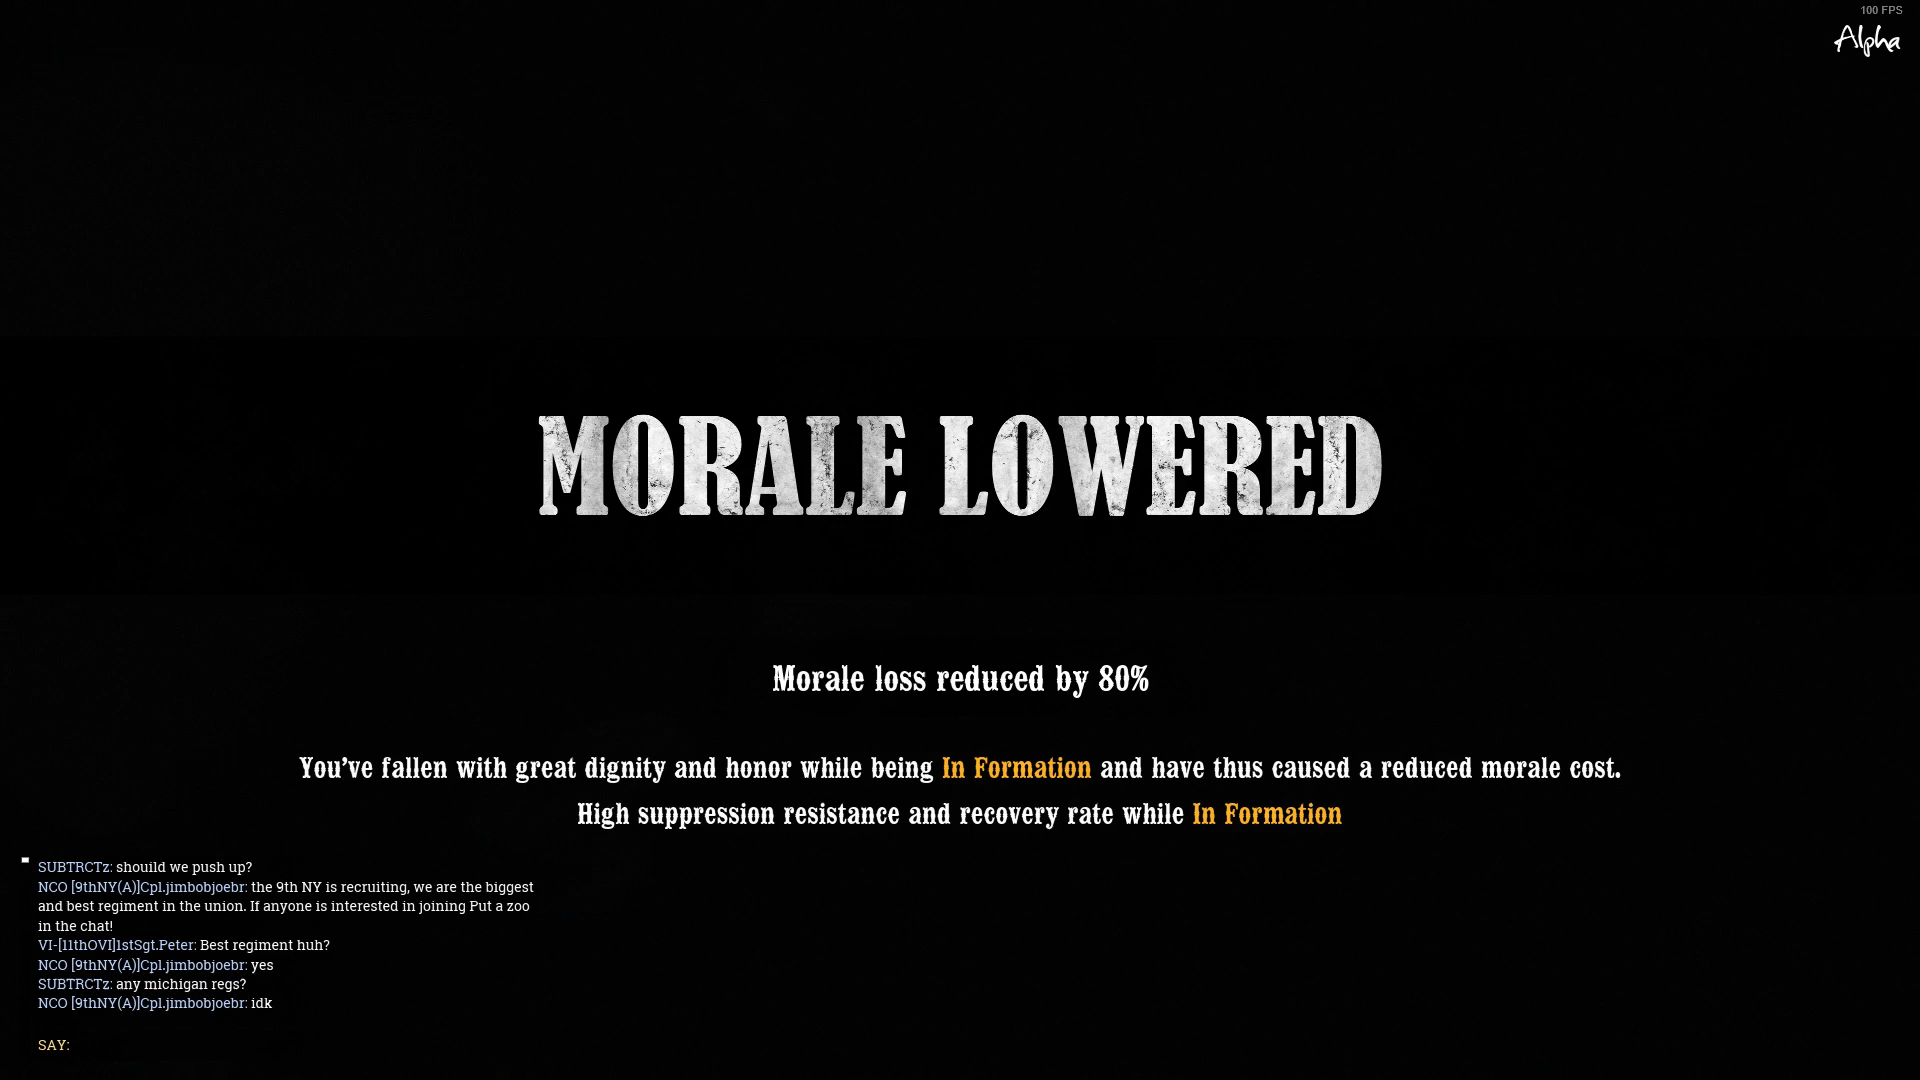 100 FPS
Alpha
MORALE LOWERED
Morale loss reduced by 80%
You've fallen with great dignity and honor while being In Formation and have thus caused a reduced morale cost.
High suppression resistance and recovery rate while In Formation
SUBTRCTz: shouild we push up?
NCO [9thNY(A)]Cpl.jimbobjoebr: the 9th NY is recruiting, we are the biggest
and best regiment in the union. If anyone is interested in joining Put a zoo
in the chat!
VI-[11thOVI]1stSgt.Peter: Best regiment huh?
NCO [9thNY(A)]Cpl.jimbobjoebr: yes
SUBTRCTz: any michigan regs?
NCO [9thNY(A)]Cpl.jimbobjoebr: idk
SAY: